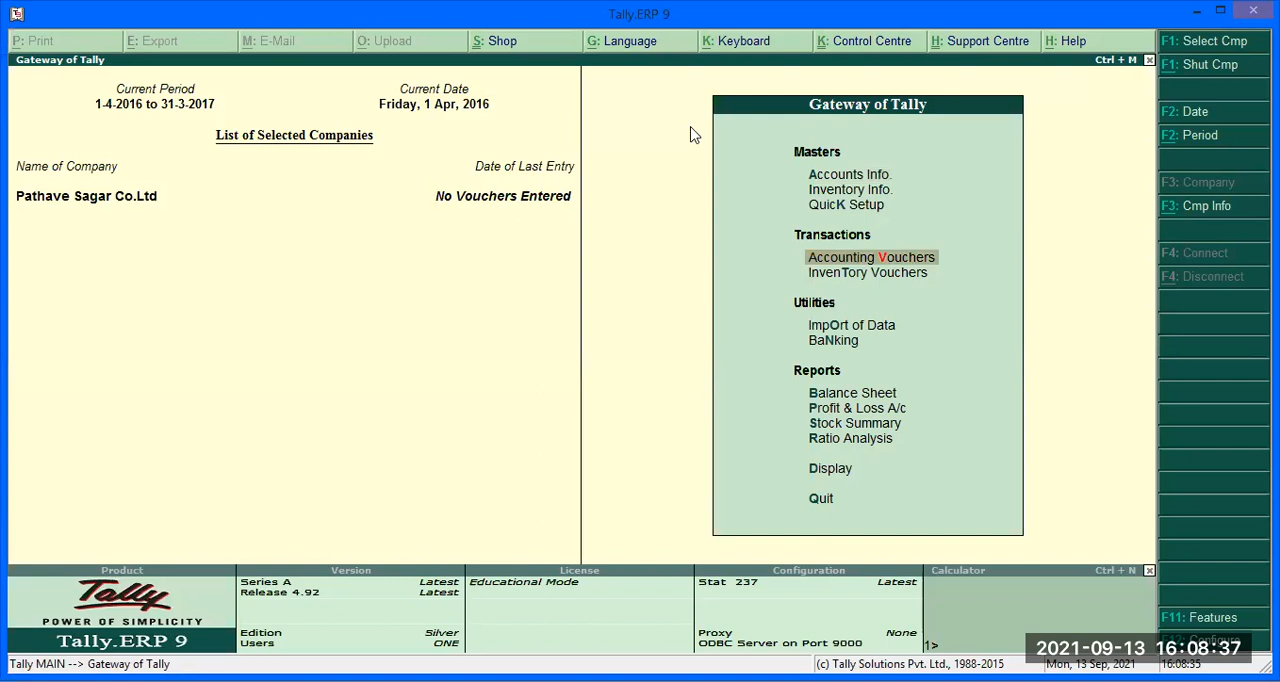 Tally.ERP 9
P: Print
E: Export
M: E-Mail
O: Upload
S: Shop
G: Language
K: Keyboard
K: Control Centre
H: Support Centre
H: Help
F1: Select Cmp
F1: Shut Cmp
F2: Date
F2: Period
F3: Company
F3: Cmp Info
F4: Connect
F4: Disconnect
F11: Features
F12: Configure
Gateway of Tally
Ctrl + M
Current Period
1-4-2016 to 31-3-2017
Current Date
Friday, 1 Apr, 2016
List of Selected Companies
Name of Company
Date of Last Entry
Pathave Sagar Co.Ltd
No Vouchers Entered
Gateway of Tally
Masters
Accounts Info.
Inventory Info.
QuicK Setup
Transactions
Accounting Vouchers
InvenTory Vouchers
Utilities
ImpOrt of Data
BaNking
Reports
Balance Sheet
Profit & Loss A/c
Stock Summary
Ratio Analysis
Display
Quit
Product
Tally
POWER OF SIMPLICITY
Tally.ERP 9
Version
Series A Latest
Release 4.92 Latest
Edition Silver
Users ONE
License
Educational Mode
Configuration
Stat 237 Latest
Proxy None
ODBC Server on Port 9000
Calculator
Ctrl + N
1>
2021-09-13 16:08:37
Tally MAIN --> Gateway of Tally
(c) Tally Solutions Pvt. Ltd., 1988-2015
Mon, 13 Sep, 2021
16:08:35